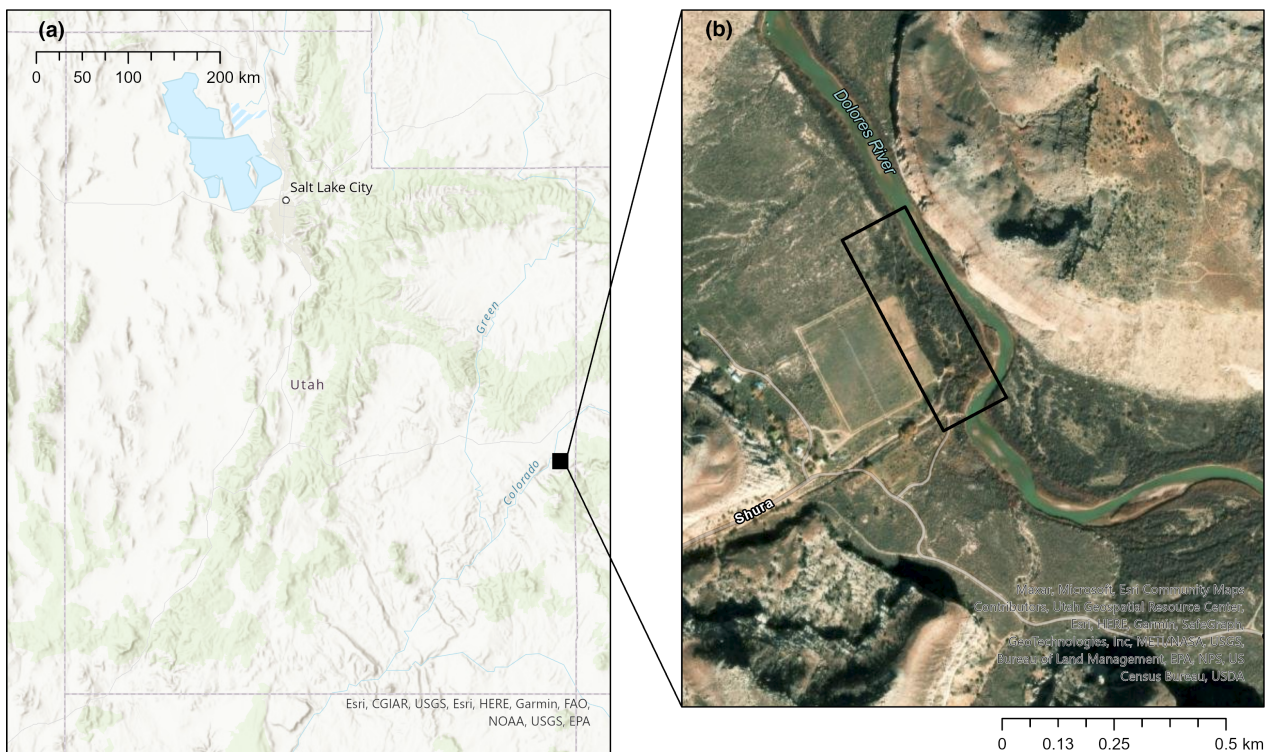 (a)
0 50 100 200 km
Salt Lake City
Green
Utah
Colorado
Esri, CGIAR, USGS, Esri, HERE, Garmin, FAO,
NOAA, USGS, EPA
(b)
Dolores River
Shura
Maxar, Microsoft, Esri Community Maps
Contributors, Utah Geospatial Resource Center,
Esri, HERE, Garmin, SafeGraph,
GeoTechnologies, Inc, METI/NASA, USGS,
Bureau of Land Management, EPA, NPS, US
Census Bureau, USDA
0 0.13 0.25 0.5 km